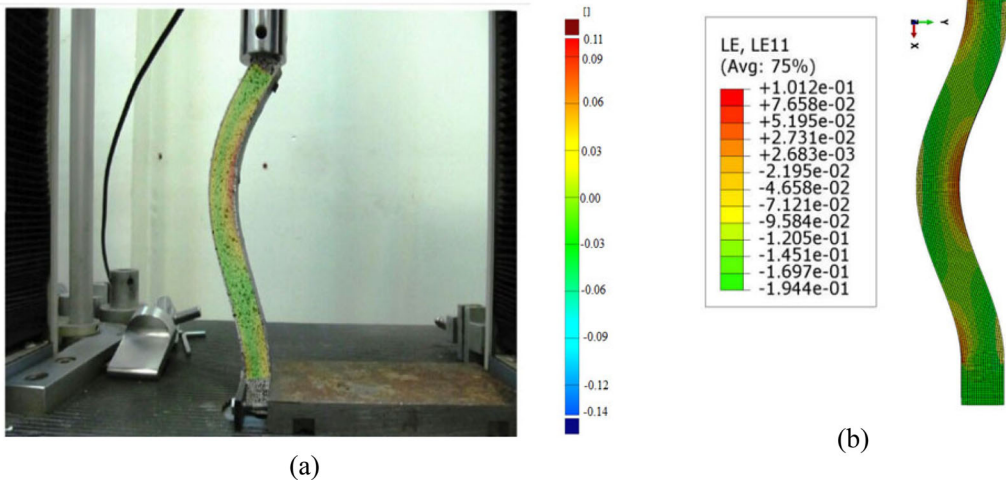 []
0.11
0.09
0.06
0.03
0.00
-0.03
-0.06
-0.09
-0.12
-0.14
(a)
LE, LE11
(Avg: 75%)
+1.012e-01
+7.658e-02
+5.195e-02
+2.731e-02
+2.683e-03
-2.195e-02
-4.658e-02
-7.121e-02
-9.584e-02
-1.205e-01
-1.451e-01
-1.697e-01
-1.944e-01
Y
X
(b)